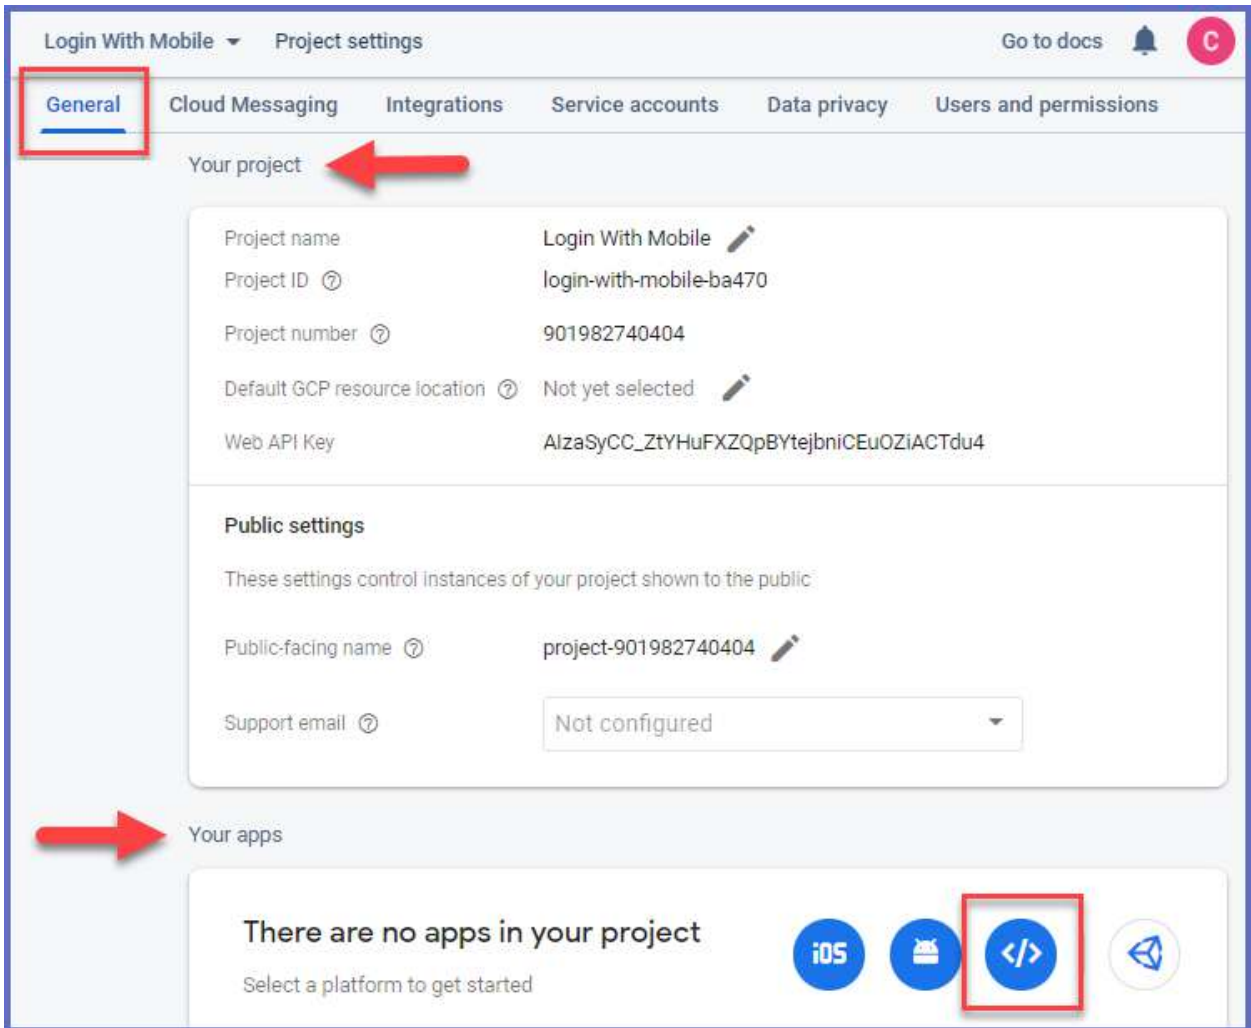 Login With Mobile Project settings Go to docs C
General Cloud Messaging Integrations Service accounts Data privacy Users and permissions
Your project
Project name Login With Mobile
Project ID login-with-mobile-ba470
Project number 901982740404
Default GCP resource location Not yet selected
Web API Key AIzaSyCC_ZtYHuFXZQpBYtejbniCEuOZiACTdu4
Public settings
These settings control instances of your project shown to the public
Public-facing name project-901982740404
Support email Not configured
Your apps
There are no apps in your project
iOS </>
Select a platform to get started